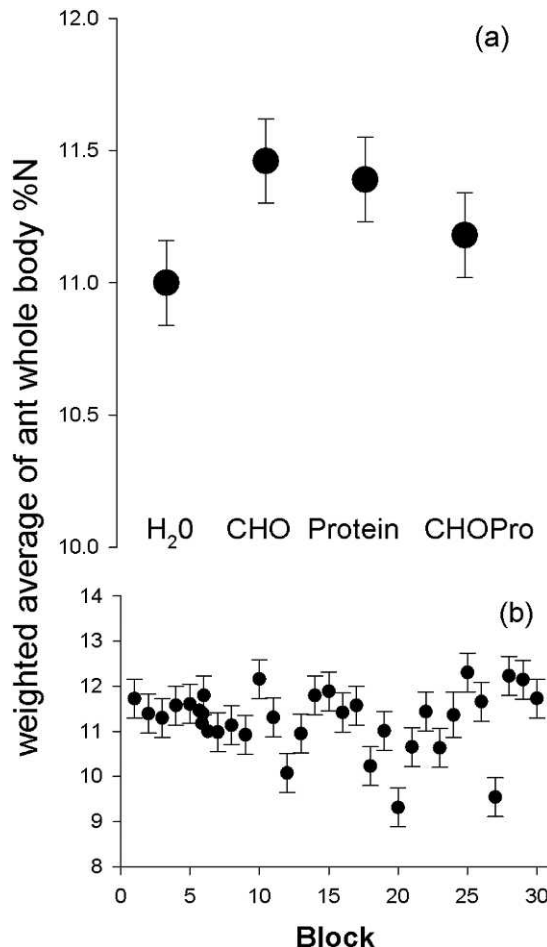 weighted average of ant whole body %N
(a)
12.0
11.5
11.0
10.5
10.0
H₂0 CHO Protein CHOPro
(b)
14
13
12
11
10
9
8
0 5 10 15 20 25 30
Block